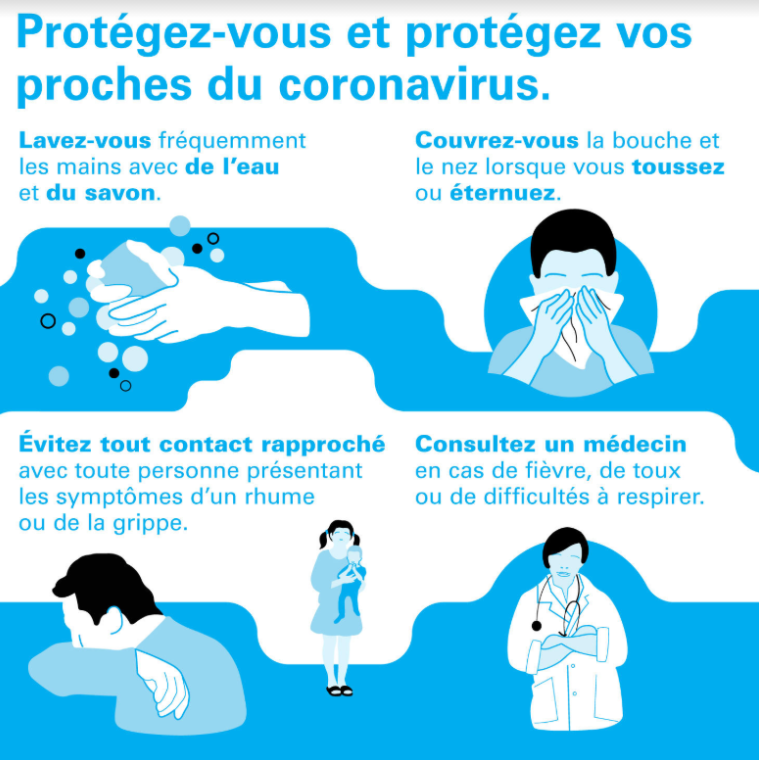 Protégez-vous et protégez vos
proches du coronavirus.
Lavez-vous fréquemment
les mains avec de l'eau
et du savon.
Couvrez-vous la bouche et
le nez lorsque vous toussez
ou éternuez.
Évitez tout contact rapproché
avec toute personne présentant
les symptômes d'un rhume
ou de la grippe.
Consultez un médecin
en cas de fièvre, de toux
ou de difficultés à respirer.